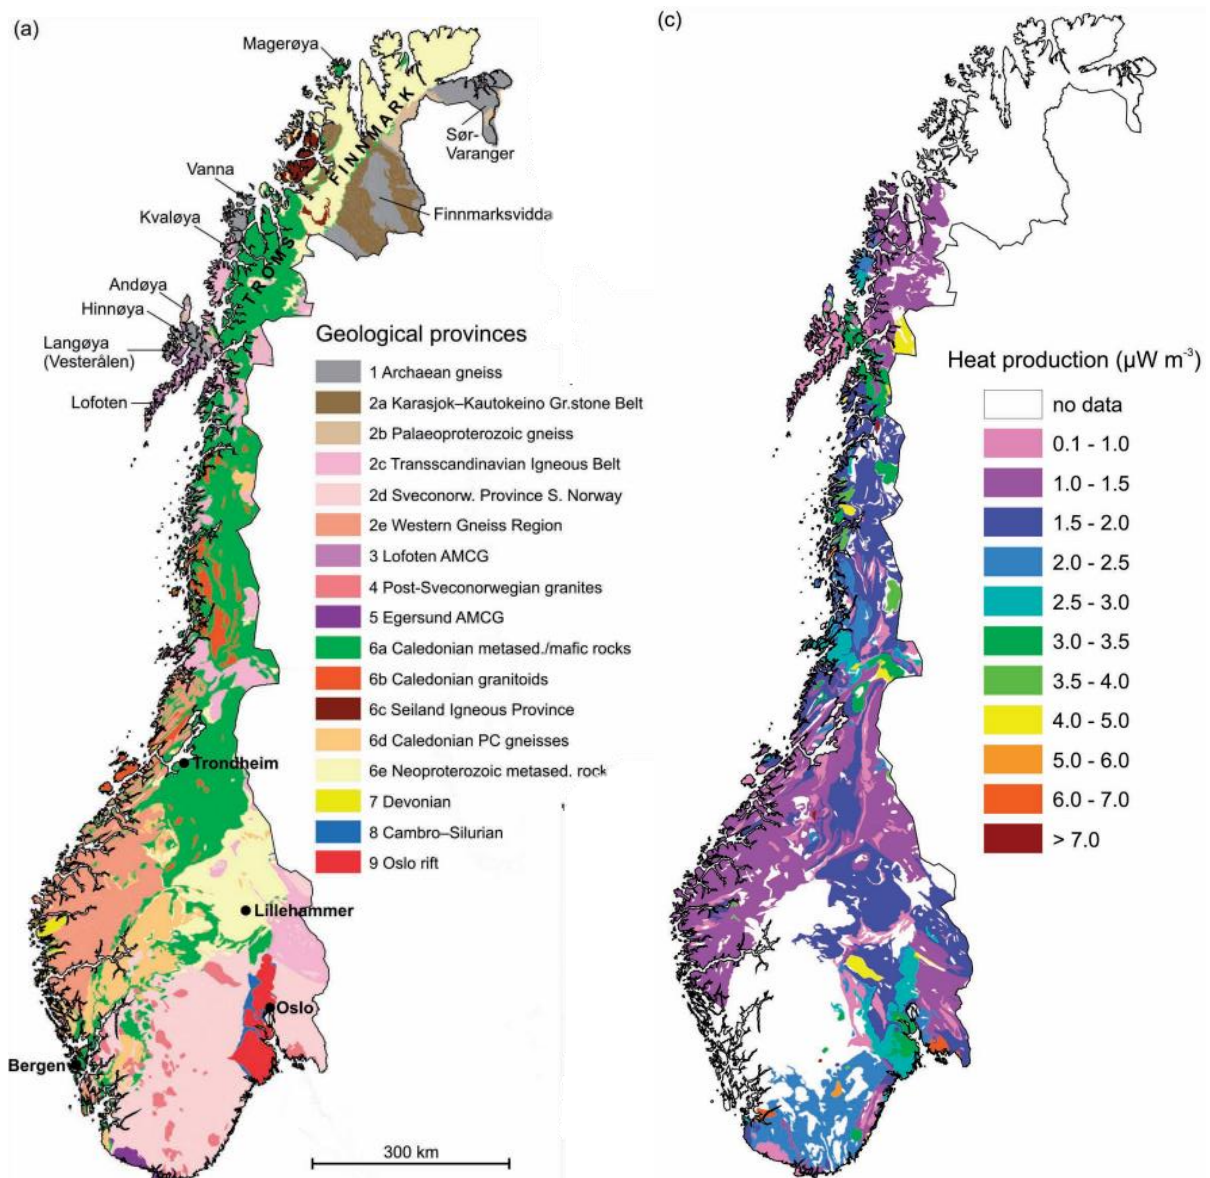 (a)
Magerøya
FINNMARK
Sør-
Varanger
Vanna
Finnmarksvidda
Kvaløya
TROMS
Andøya
Hinnøya
Langøya
(Vesterålen)
Lofoten
Geological provinces
1 Archaean gneiss
2a Karasjok–Kautokeino Gr.stone Belt
2b Palaeoproterozoic gneiss
2c Transscandinavian Igneous Belt
2d Sveconorw. Province S. Norway
2e Western Gneiss Region
3 Lofoten AMCG
4 Post-Sveconorwegian granites
5 Egersund AMCG
6a Caledonian metased./mafic rocks
6b Caledonian granitoids
6c Seiland Igneous Province
6d Caledonian PC gneisses
6e Neoproterozoic metased. rock
7 Devonian
8 Cambro–Silurian
9 Oslo rift
Trondheim
Lillehammer
Oslo
Bergen
300 km
(c)
Heat production (µW m⁻³)
no data
0.1 - 1.0
1.0 - 1.5
1.5 - 2.0
2.0 - 2.5
2.5 - 3.0
3.0 - 3.5
3.5 - 4.0
4.0 - 5.0
5.0 - 6.0
6.0 - 7.0
> 7.0